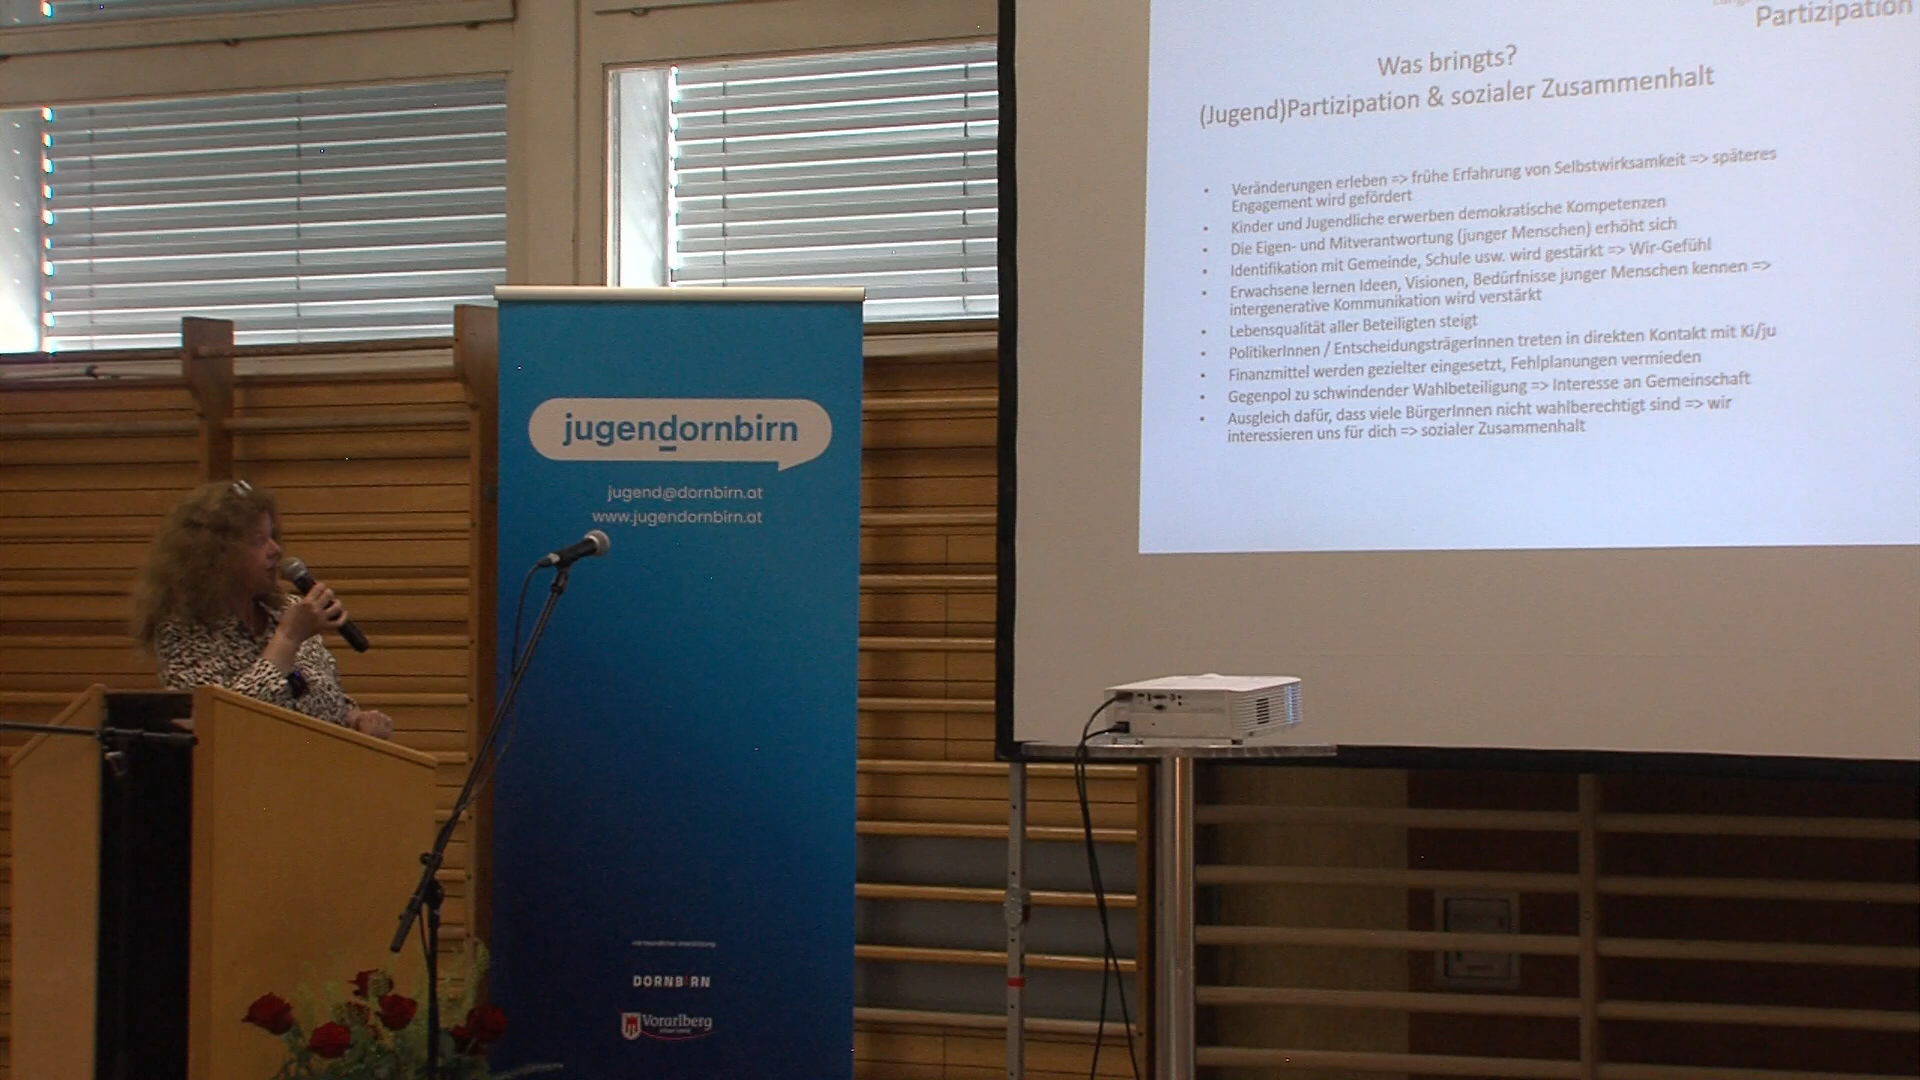 Partizipation
Was bringts?
(Jugend)Partizipation & sozialer Zusammenhalt
• Veränderungen erleben => frühe Erfahrung von Selbstwirksamkeit => späteres
Engagement wird gefördert
• Kinder und Jugendliche erwerben demokratische Kompetenzen
• Die Eigen- und Mitverantwortung (junger Menschen) erhöht sich
• Identifikation mit Gemeinde, Schule usw. wird gestärkt => Wir-Gefühl
• Erwachsene lernen Ideen, Visionen, Bedürfnisse junger Menschen kennen =>
intergenerative Kommunikation wird verstärkt
• Lebensqualität aller Beteiligten steigt
• PolitikerInnen / EntscheidungsträgerInnen treten in direkten Kontakt mit Ki/ju
• Finanzmittel werden gezielter eingesetzt, Fehlplanungen vermieden
• Gegenpol zu schwindender Wahlbeteiligung => Interesse an Gemeinschaft
• Ausgleich dafür, dass viele BürgerInnen nicht wahlberechtigt sind => wir
interessieren uns für dich => sozialer Zusammenhalt
jugendornbirn
jugend@dornbirn.at
www.jugendornbirn.at
DORNBIRN
Vorarlberg